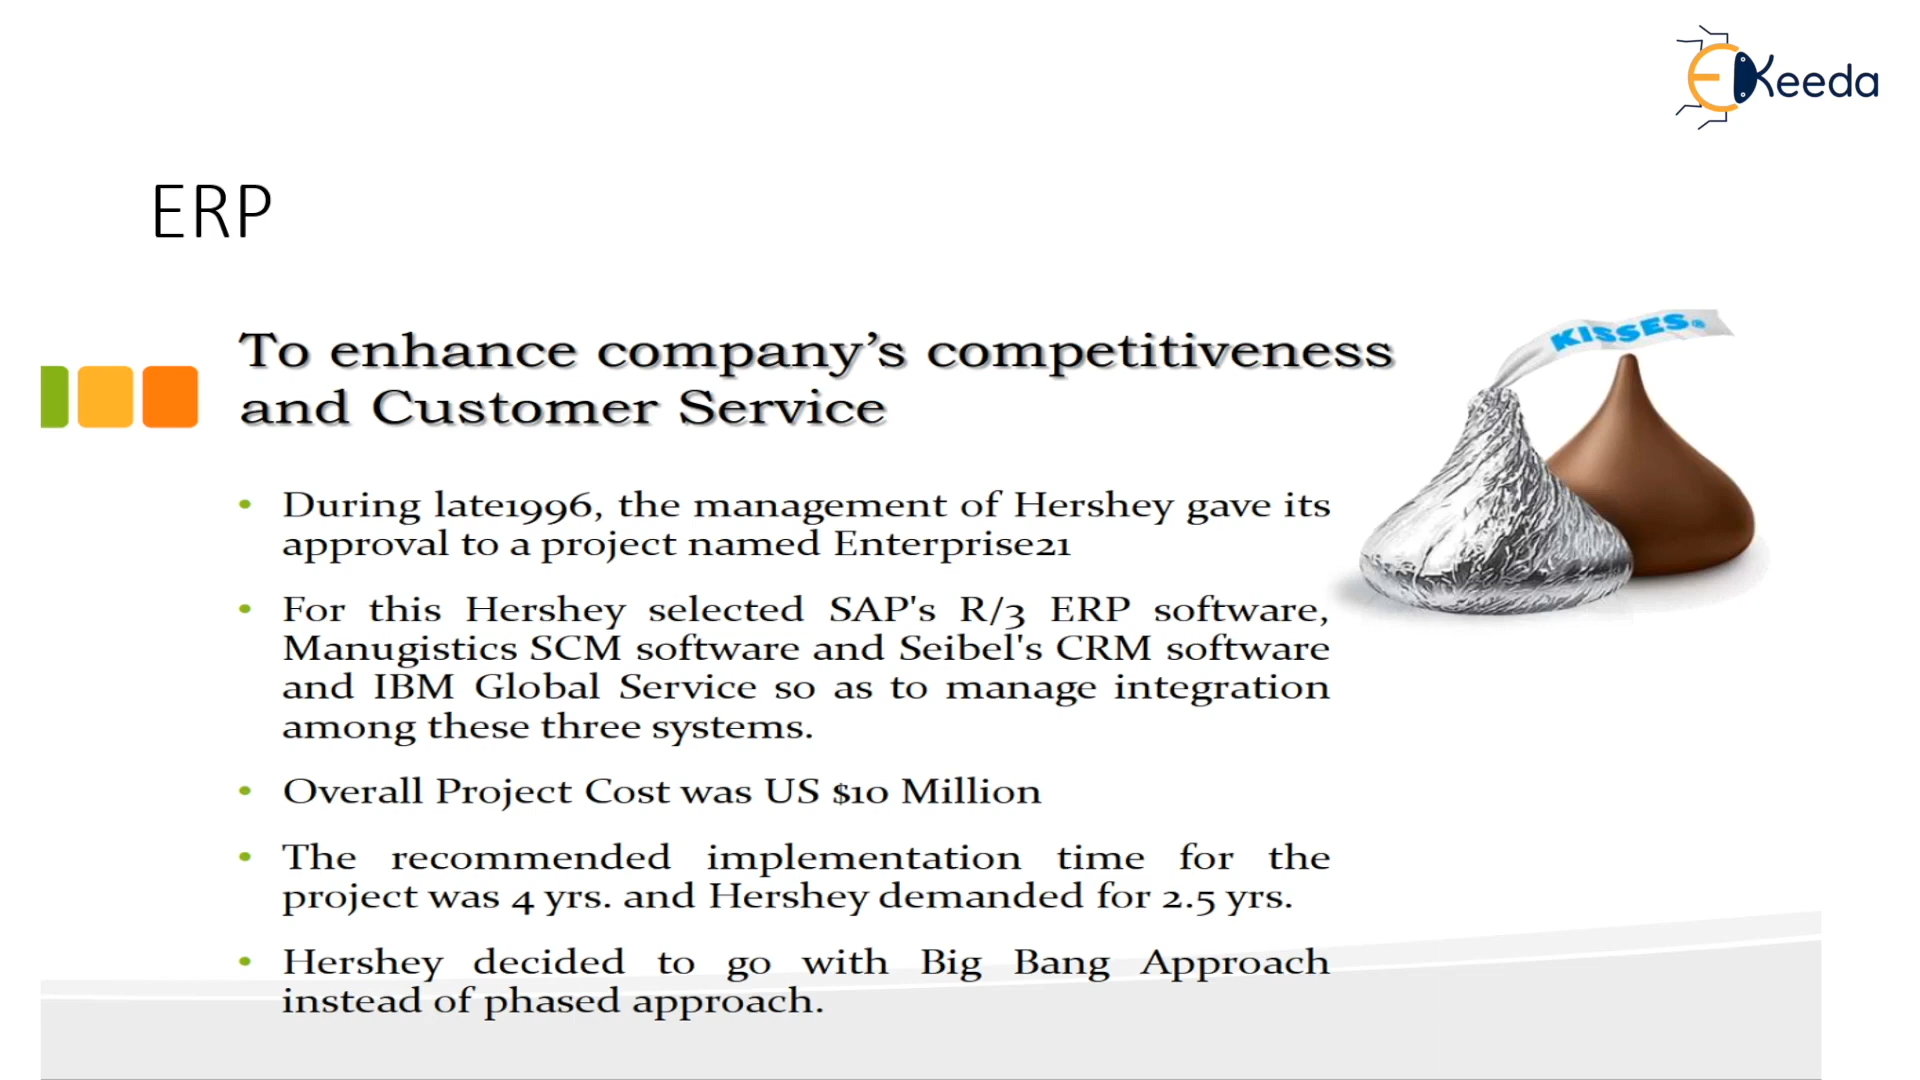 EKeeda
ERP
KISSES®
To enhance company’s competitiveness
and Customer Service
• During late1996, the management of Hershey gave its
approval to a project named Enterprise21
• For this Hershey selected SAP's R/3 ERP software,
Manugistics SCM software and Seibel's CRM software
and IBM Global Service so as to manage integration
among these three systems.
• Overall Project Cost was US $10 Million
• The recommended implementation time for the
project was 4 yrs. and Hershey demanded for 2.5 yrs.
• Hershey decided to go with Big Bang Approach
instead of phased approach.